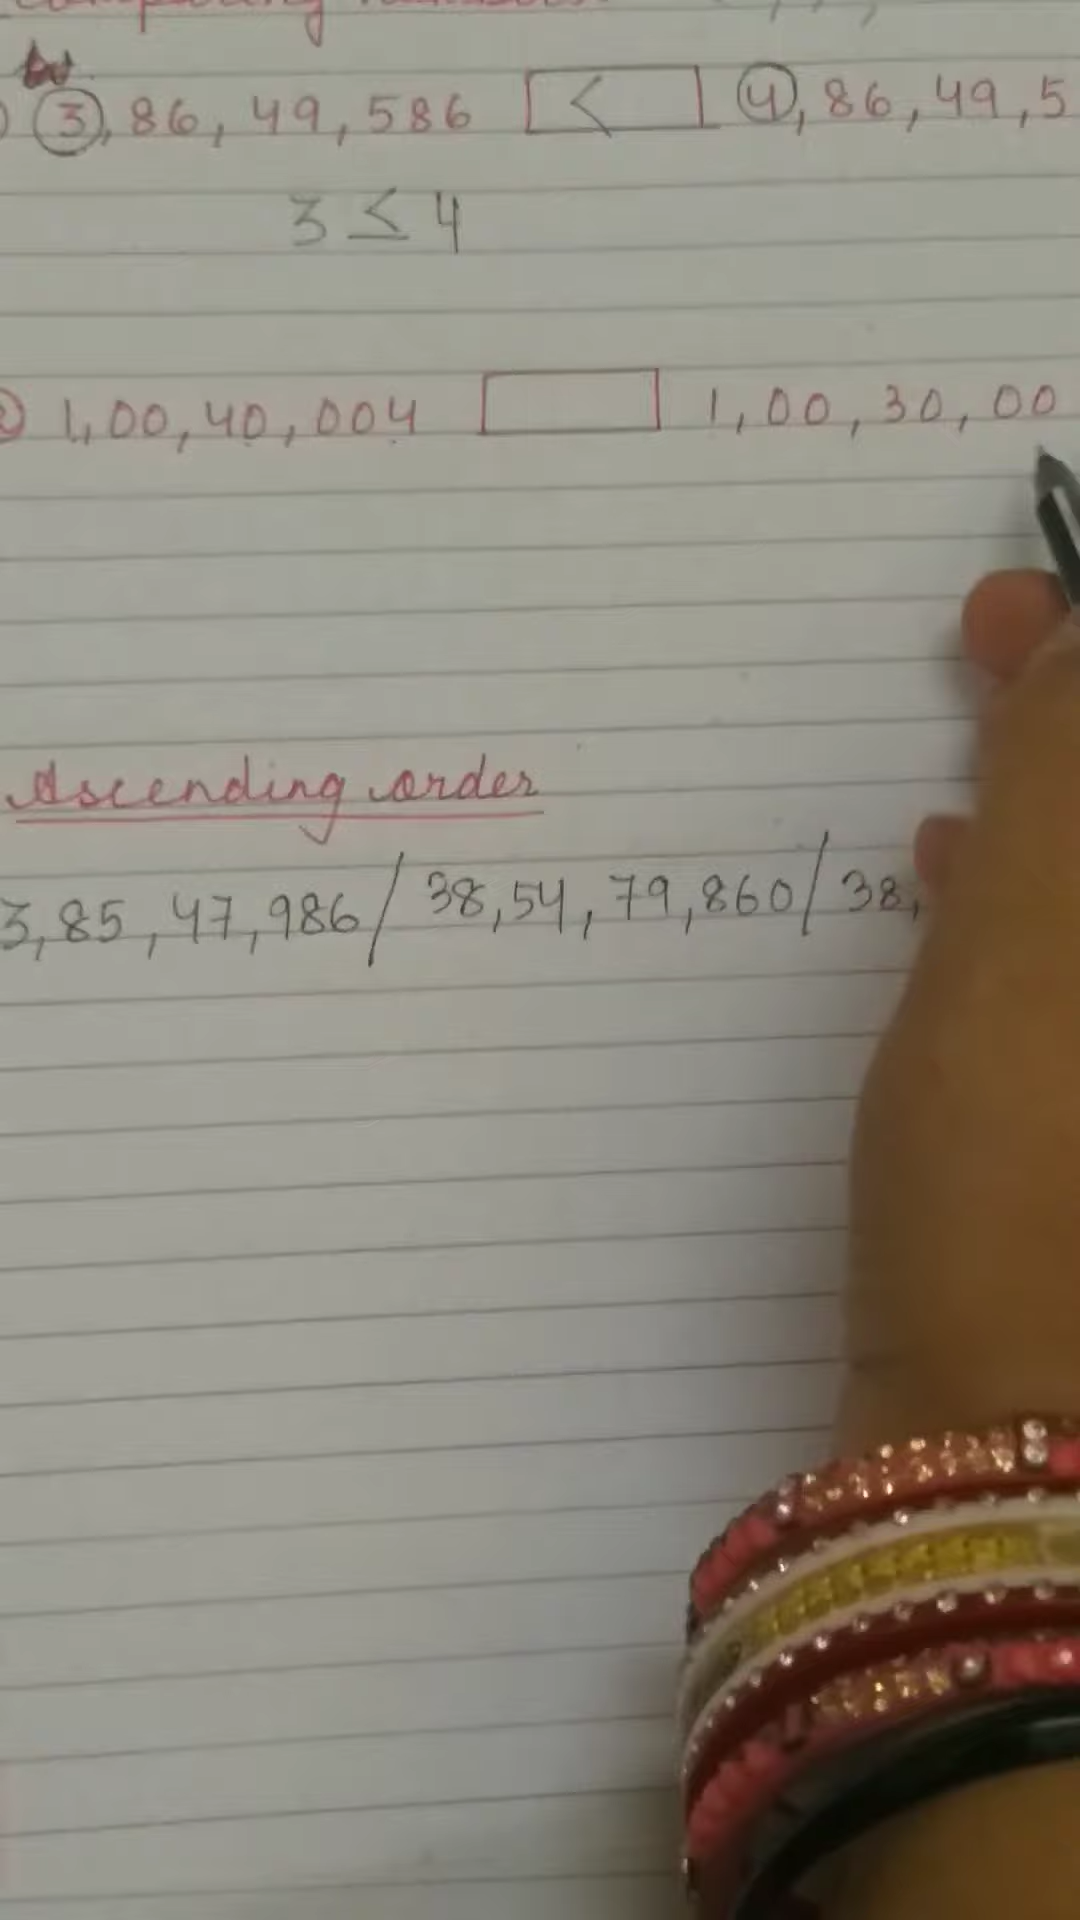 3,86,49,586 < 4,86,49,5
3 < 4
1,00,40,004 1,00,30,00
Ascending order
3,85,47,986/38,54,79,860/38,